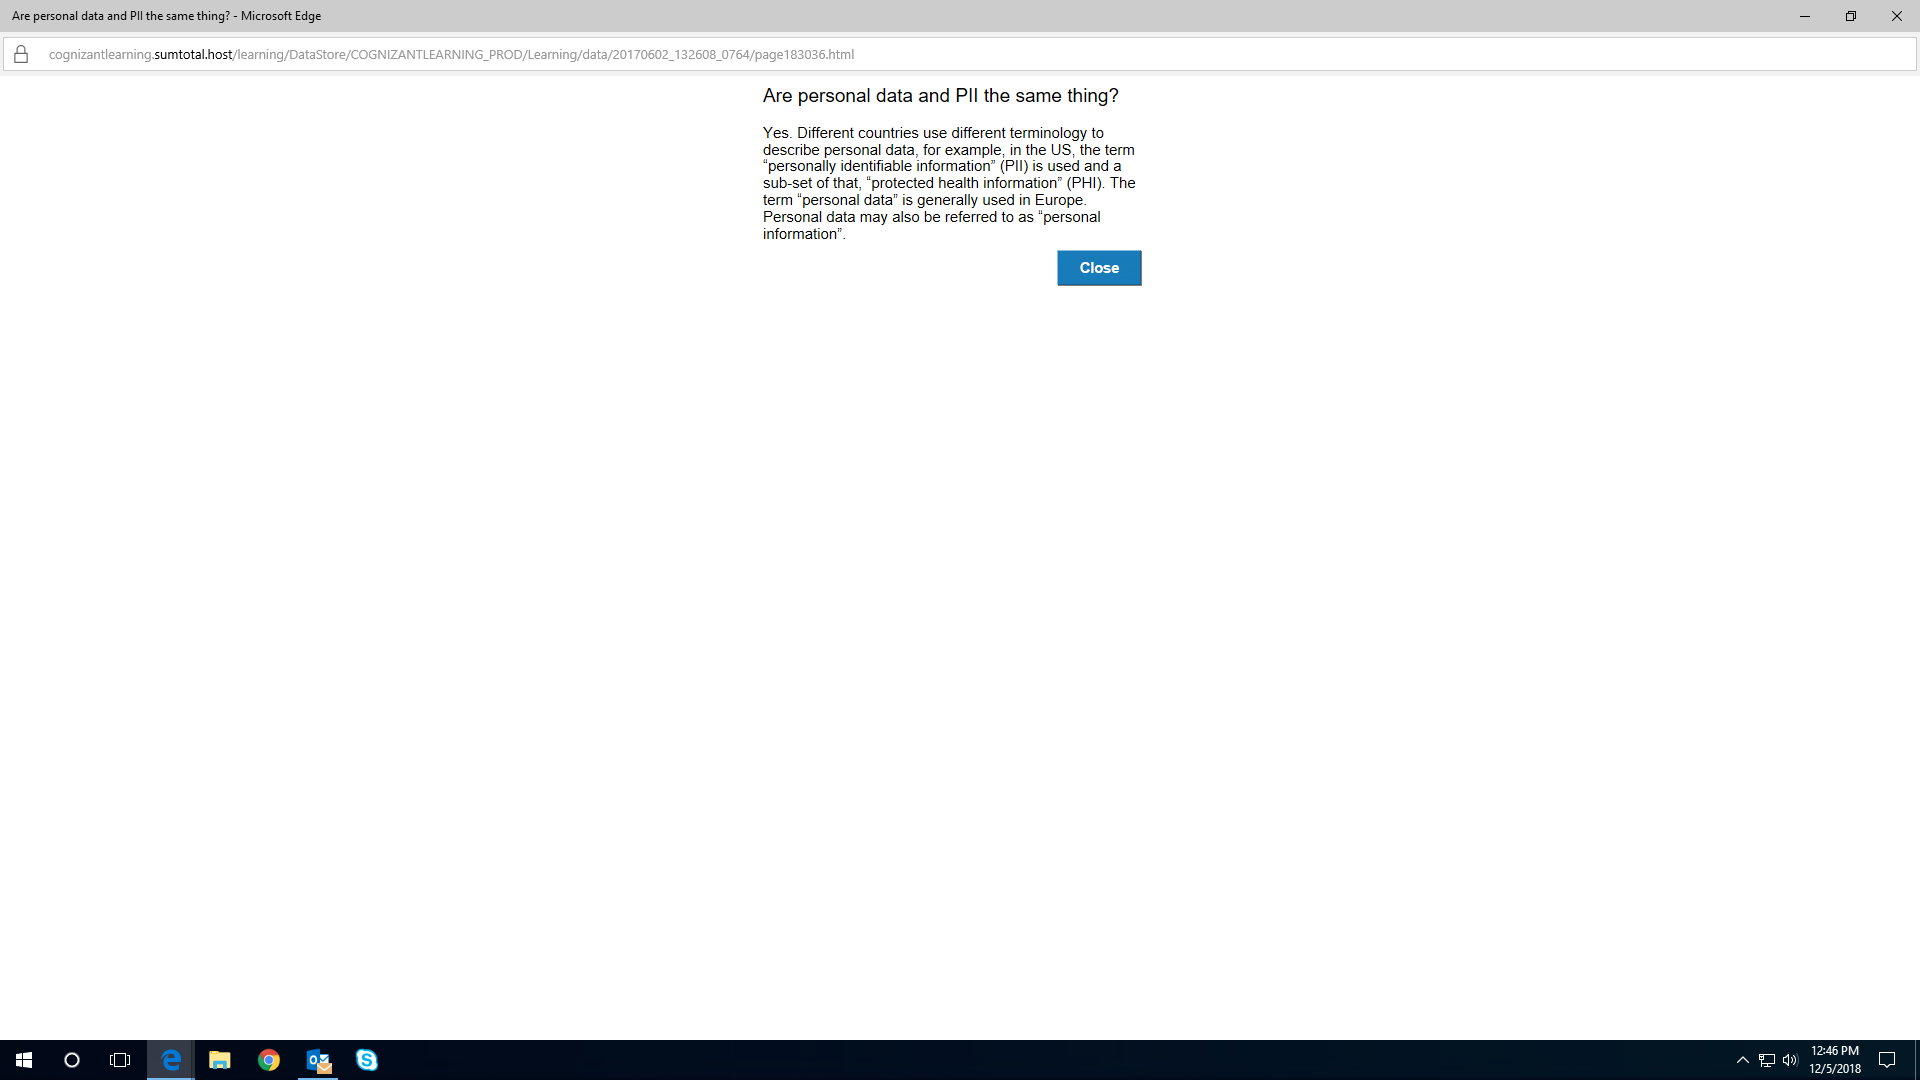 Are personal data and PII the same thing? - Microsoft Edge
cognizantlearning.sumtotal.host/learning/DataStore/COGNIZANTLEARNING_PROD/Learning/data/20170602_132608_0764/page183036.html
Are personal data and PII the same thing?
Yes. Different countries use different terminology to
describe personal data, for example, in the US, the term
“personally identifiable information” (PII) is used and a
sub-set of that, “protected health information” (PHI). The
term “personal data” is generally used in Europe.
Personal data may also be referred to as “personal
information”.
Close
12:46 PM
12/5/2018